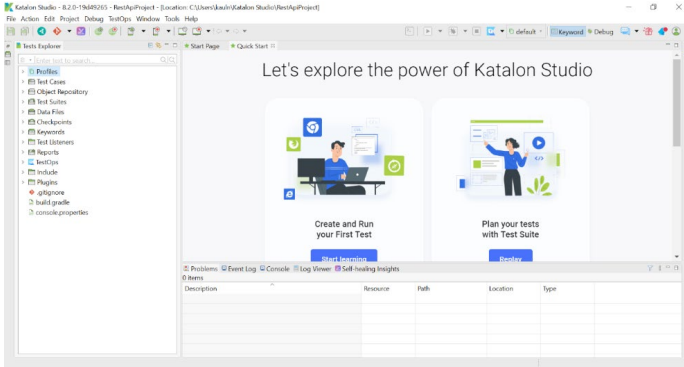 Katalon Studio - 8.2.0 - [Location: C:\Users\kaulr\Katalon Studio\RestApiProject]
File Action Edit Project Debug TestOps Window Tools Help
default Keyword Debug
Tests Explorer
Start Page Quick Start
Enter text to search...
Profiles
Test Cases
Object Repository
Test Suites
Data Files
Checkpoints
Keywords
Test Listeners
Reports
TestOps
Include
Plugins
.gitignore
build.gradle
console.properties
Let's explore the power of Katalon Studio
Create and Run
your First Test
Start learning
Plan your tests
with Test Suite
Replay
Problems Event Log Console Log Viewer Self-healing Insights
0 items
Description Resource Path Location Type